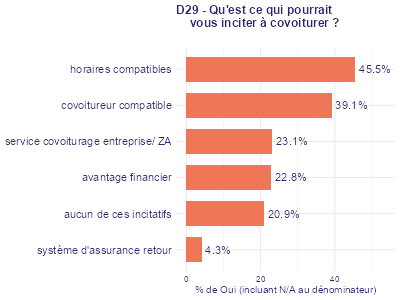 D29 - Qu'est ce qui pourrait
vous inciter à covoiturer ?
horaires compatibles 45.5%
covoitureur compatible 39.1%
service covoiturage entreprise/ ZA 23.1%
avantage financier 22.8%
aucun de ces incitatifs 20.9%
système d'assurance retour 4.3%
0 20 40
% de Oui (incluant N/A au dénominateur)